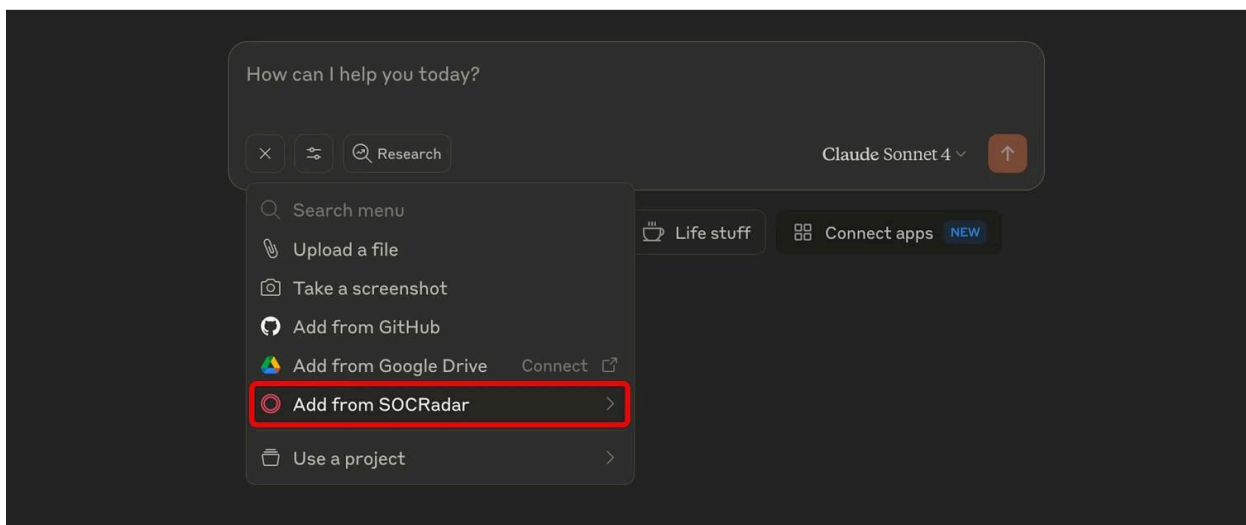 How can I help you today?
Research
Claude Sonnet 4
Search menu
Upload a file
Life stuff
Connect apps NEW
Take a screenshot
Add from GitHub
Add from Google Drive Connect
Add from SOCRadar
Use a project